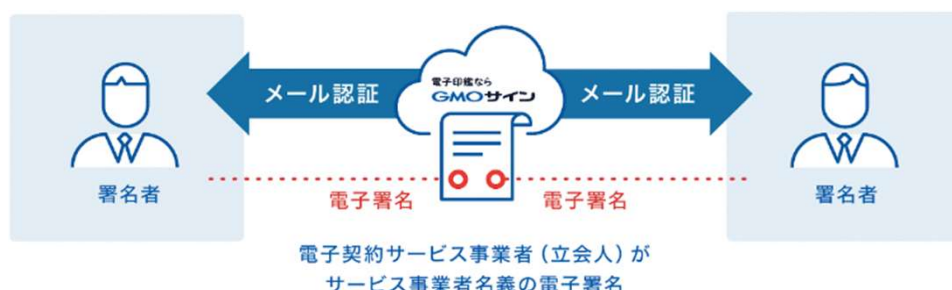 電子印鑑なら
GMOサイン
メール認証
メール認証
署名者
署名者
電子署名
電子署名
電子契約サービス事業者（立会人）が
サービス事業者名義の電子署名